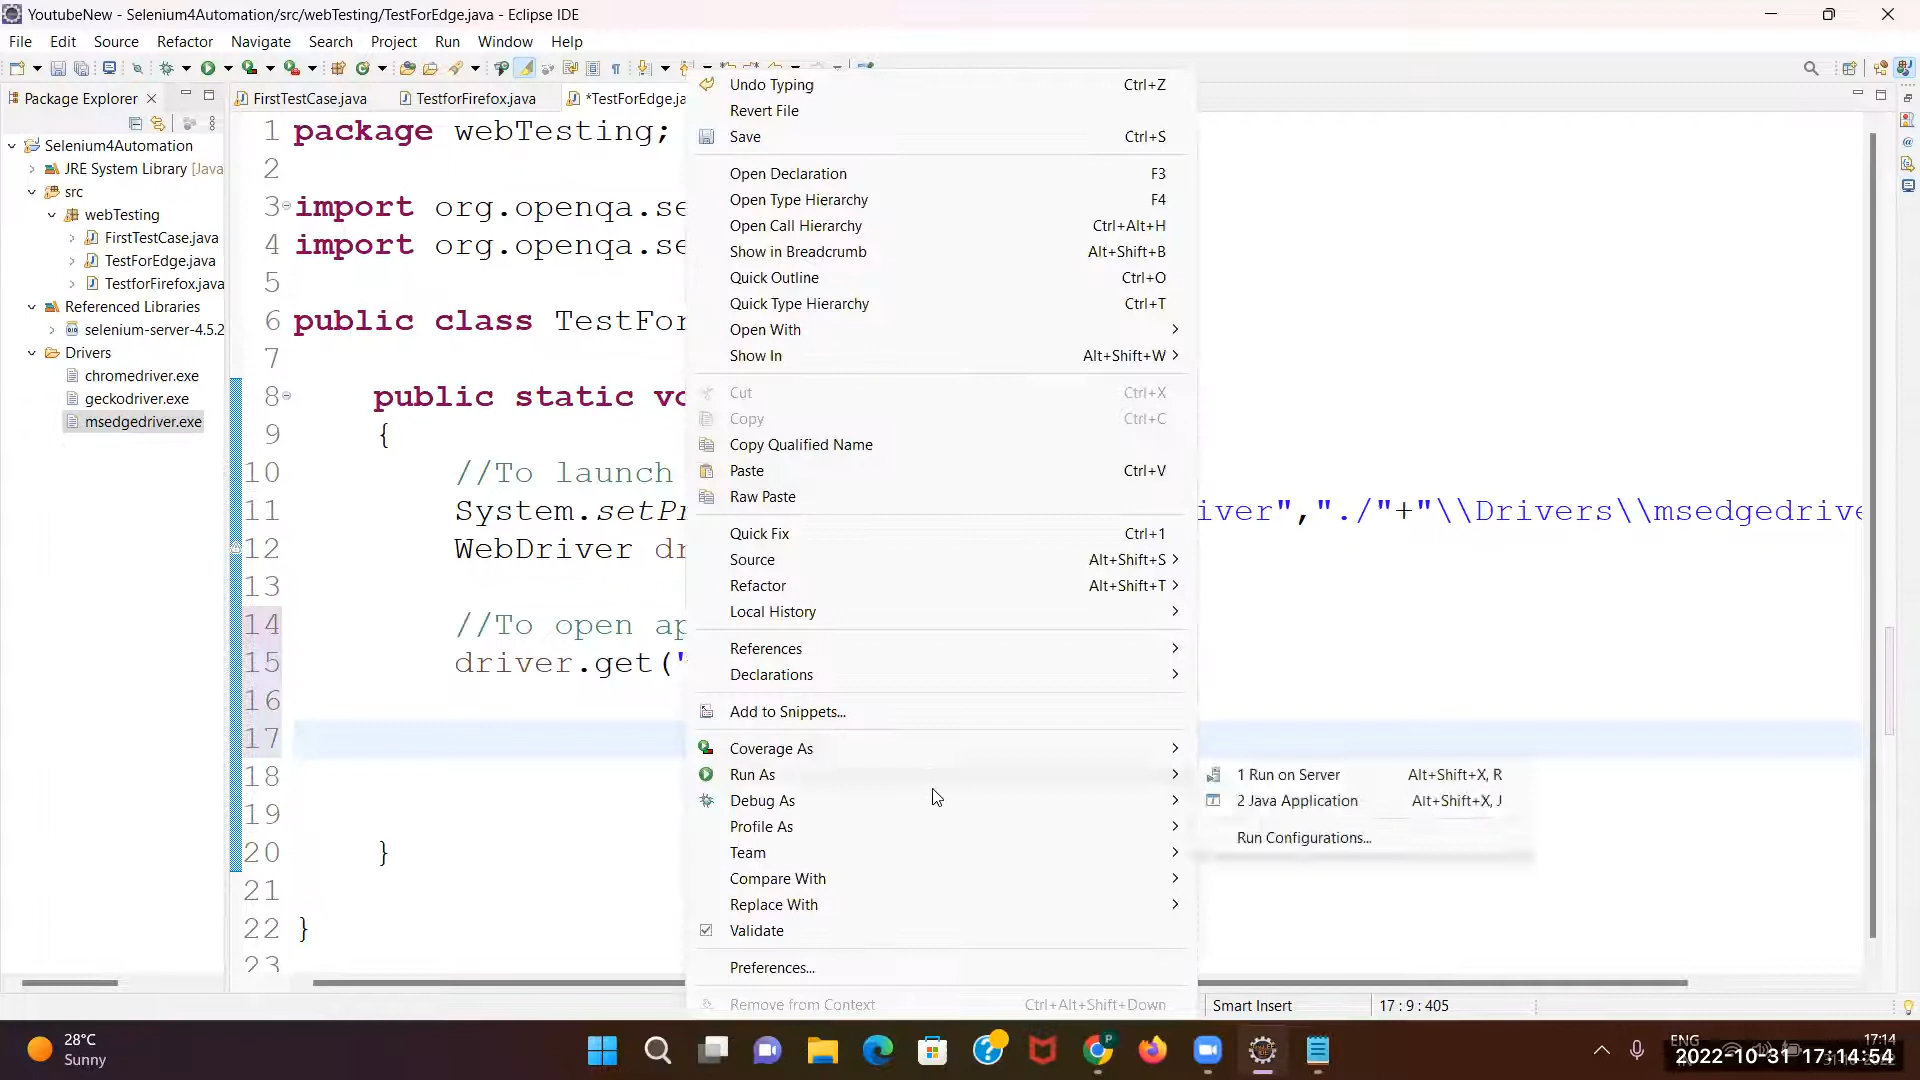 YoutubeNew - Selenium4Automation/src/webTesting/TestForEdge.java - Eclipse IDE
File Edit Source Refactor Navigate Search Project Run Window Help
Package Explorer
FirstTestCase.java
TestforFirefox.java
*TestForEdge.ja
Selenium4Automation
JRE System Library [Java
src
webTesting
FirstTestCase.java
TestForEdge.java
TestforFirefox.java
Referenced Libraries
selenium-server-4.5.2
Drivers
chromedriver.exe
geckodriver.exe
msedgedriver.exe
1 package webTesting;
2
3 import org.openqa.se
4 import org.openqa.se
5
6 public class TestFor
7
8 public static vo
9 {
10 //To launch
11 System.setPr iver","./"+"\\Drivers\\msedgedrive
12 WebDriver dr
13
14 //To open ap
15 driver.get("
16
17
18
19
20 }
21
22 }
23
Undo Typing Ctrl+Z
Revert File
Save Ctrl+S
Open Declaration F3
Open Type Hierarchy F4
Open Call Hierarchy Ctrl+Alt+H
Show in Breadcrumb Alt+Shift+B
Quick Outline Ctrl+O
Quick Type Hierarchy Ctrl+T
Open With
Show In Alt+Shift+W
Cut Ctrl+X
Copy Ctrl+C
Copy Qualified Name
Paste Ctrl+V
Raw Paste
Quick Fix Ctrl+1
Source Alt+Shift+S
Refactor Alt+Shift+T
Local History
References
Declarations
Add to Snippets...
Coverage As
Run As
Debug As
Profile As
Team
Compare With
Replace With
Validate
Preferences...
Remove from Context Ctrl+Alt+Shift+Down
1 Run on Server Alt+Shift+X, R
2 Java Application Alt+Shift+X, J
Run Configurations...
Smart Insert 17 : 9 : 405
28°C
Sunny
ENG
17:14
2022-10-31 17:14:54